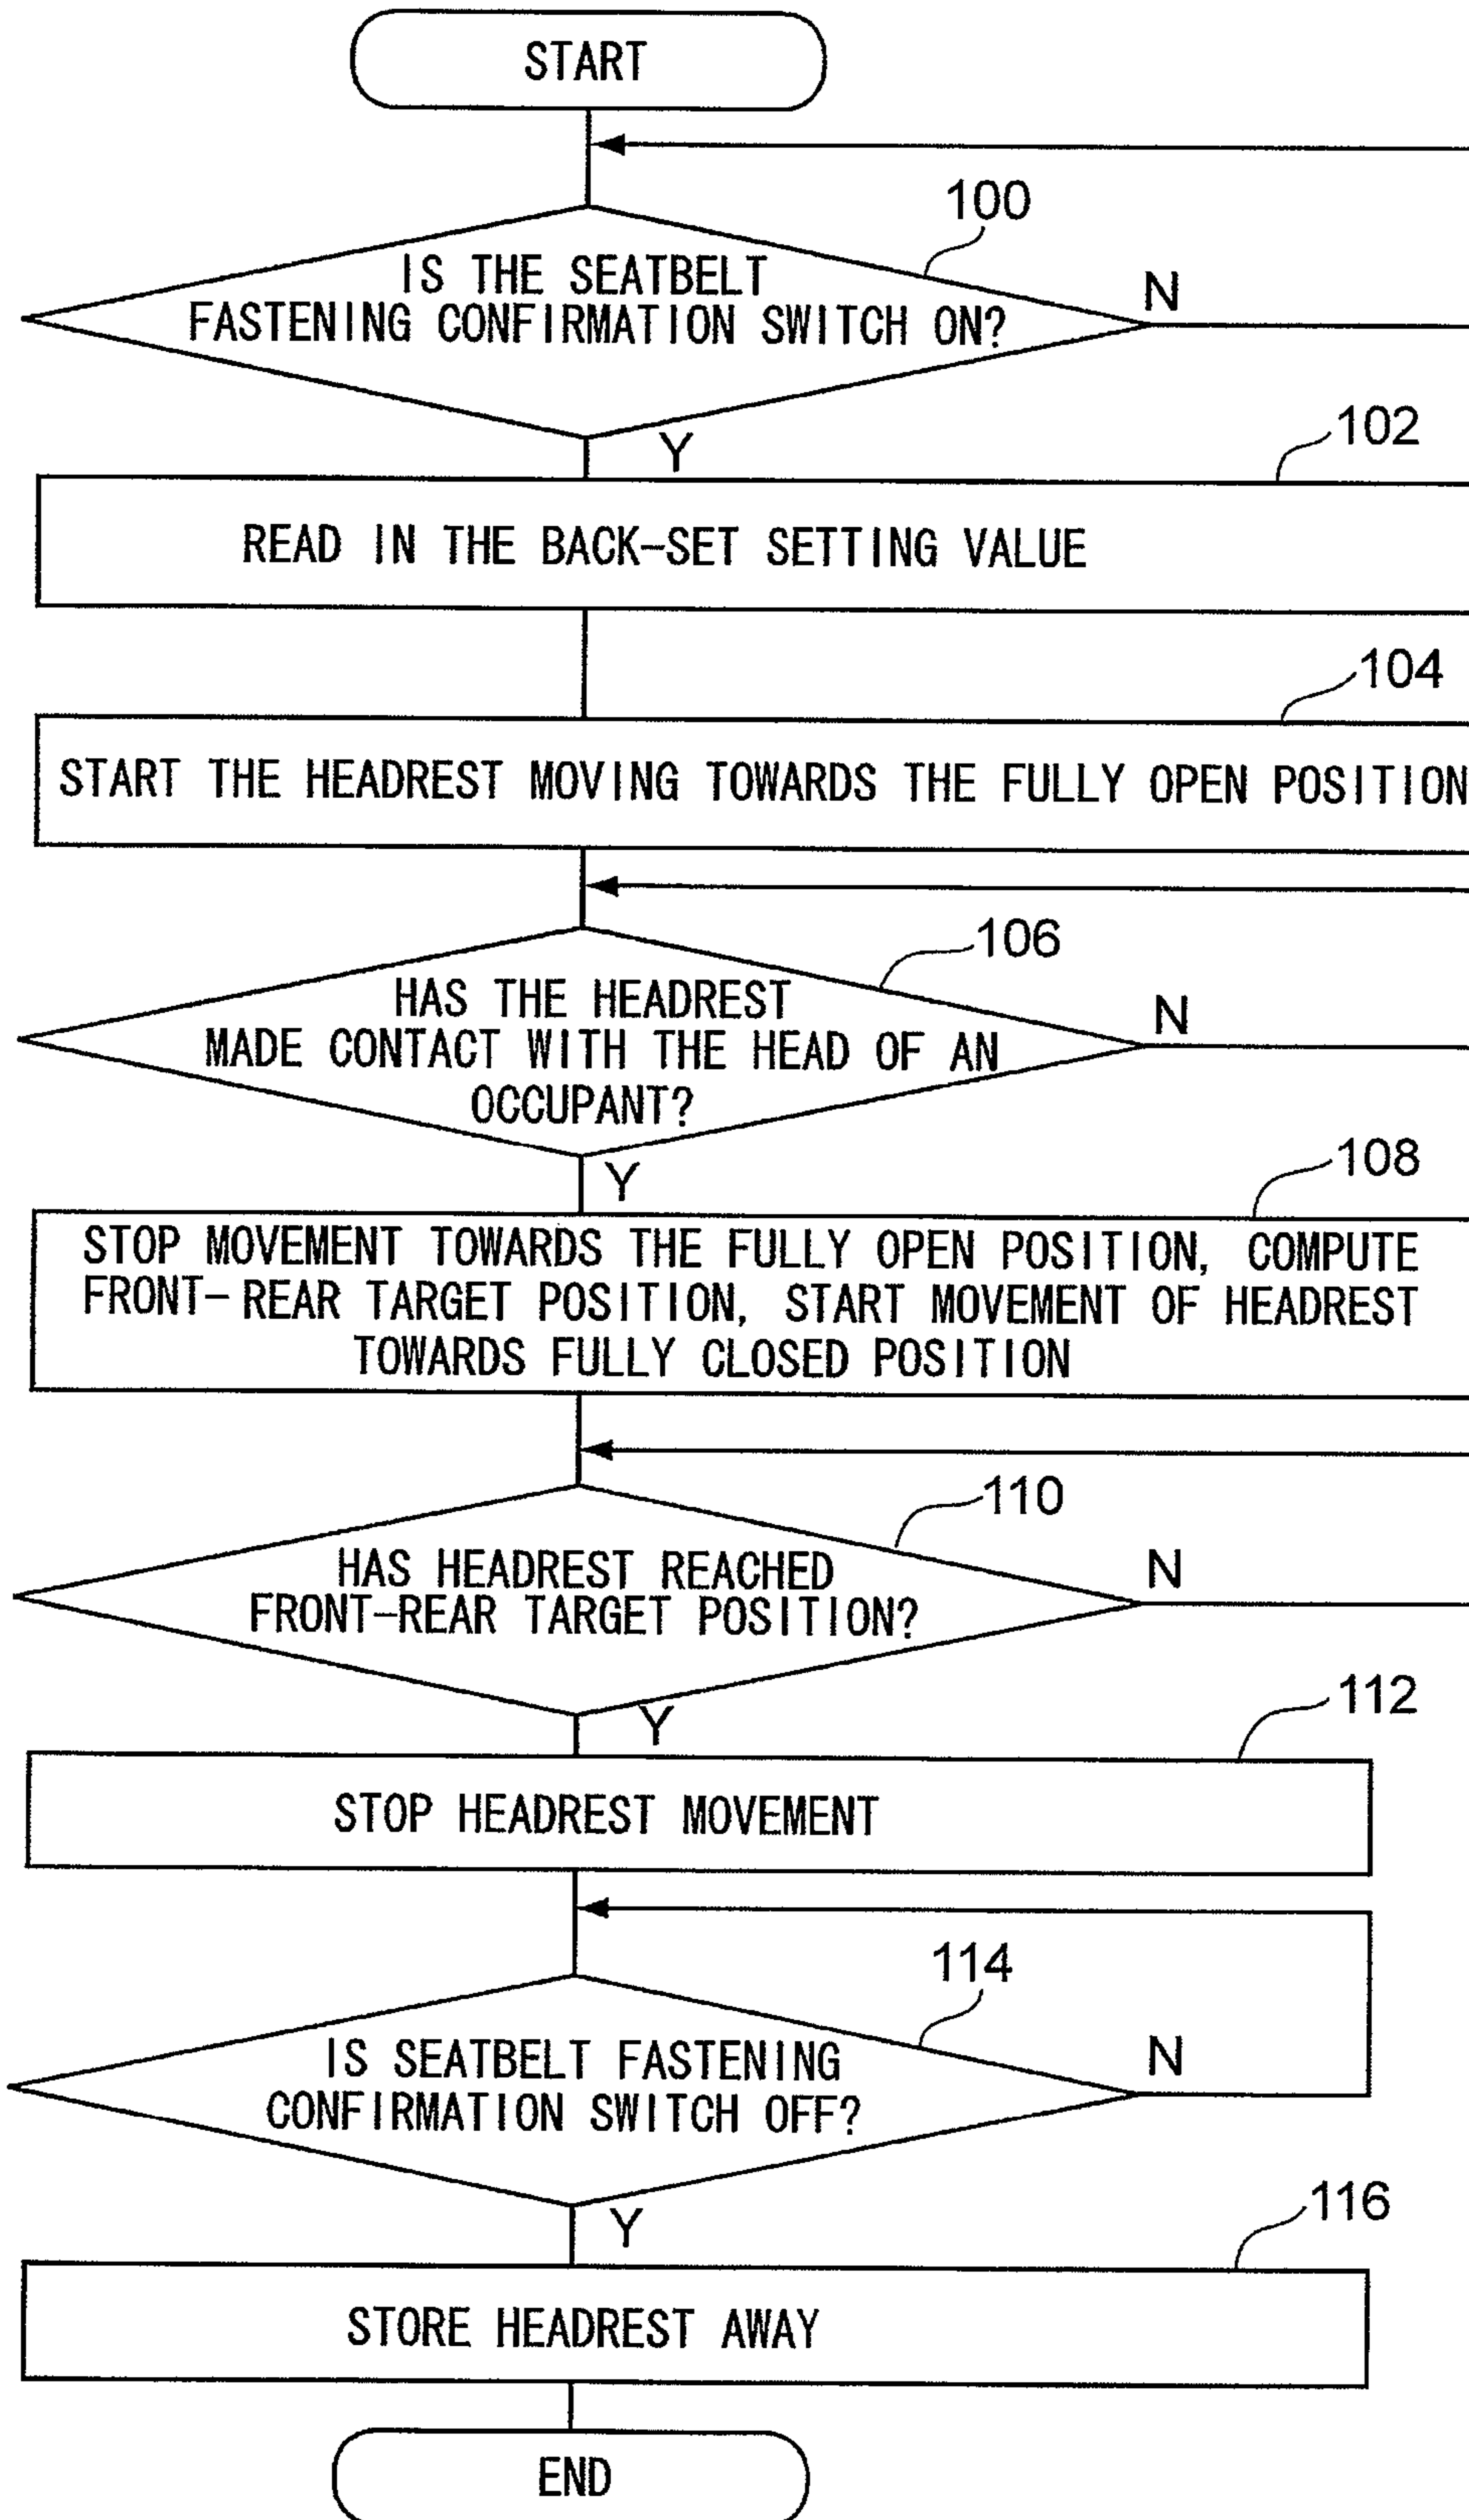 START
100
IS THE SEATBELT
FASTENING CONFIRMATION SWITCH ON?
N
Y
102
READ IN THE BACK-SET SETTING VALUE
104
START THE HEADREST MOVING TOWARDS THE FULLY OPEN POSITION
106
HAS THE HEADREST
MADE CONTACT WITH THE HEAD OF AN
OCCUPANT?
N
Y
108
STOP MOVEMENT TOWARDS THE FULLY OPEN POSITION, COMPUTE
FRONT-REAR TARGET POSITION, START MOVEMENT OF HEADREST
TOWARDS FULLY CLOSED POSITION
110
HAS HEADREST REACHED
FRONT-REAR TARGET POSITION?
N
Y
112
STOP HEADREST MOVEMENT
114
IS SEATBELT FASTENING
CONFIRMATION SWITCH OFF?
N
Y
116
STORE HEADREST AWAY
END